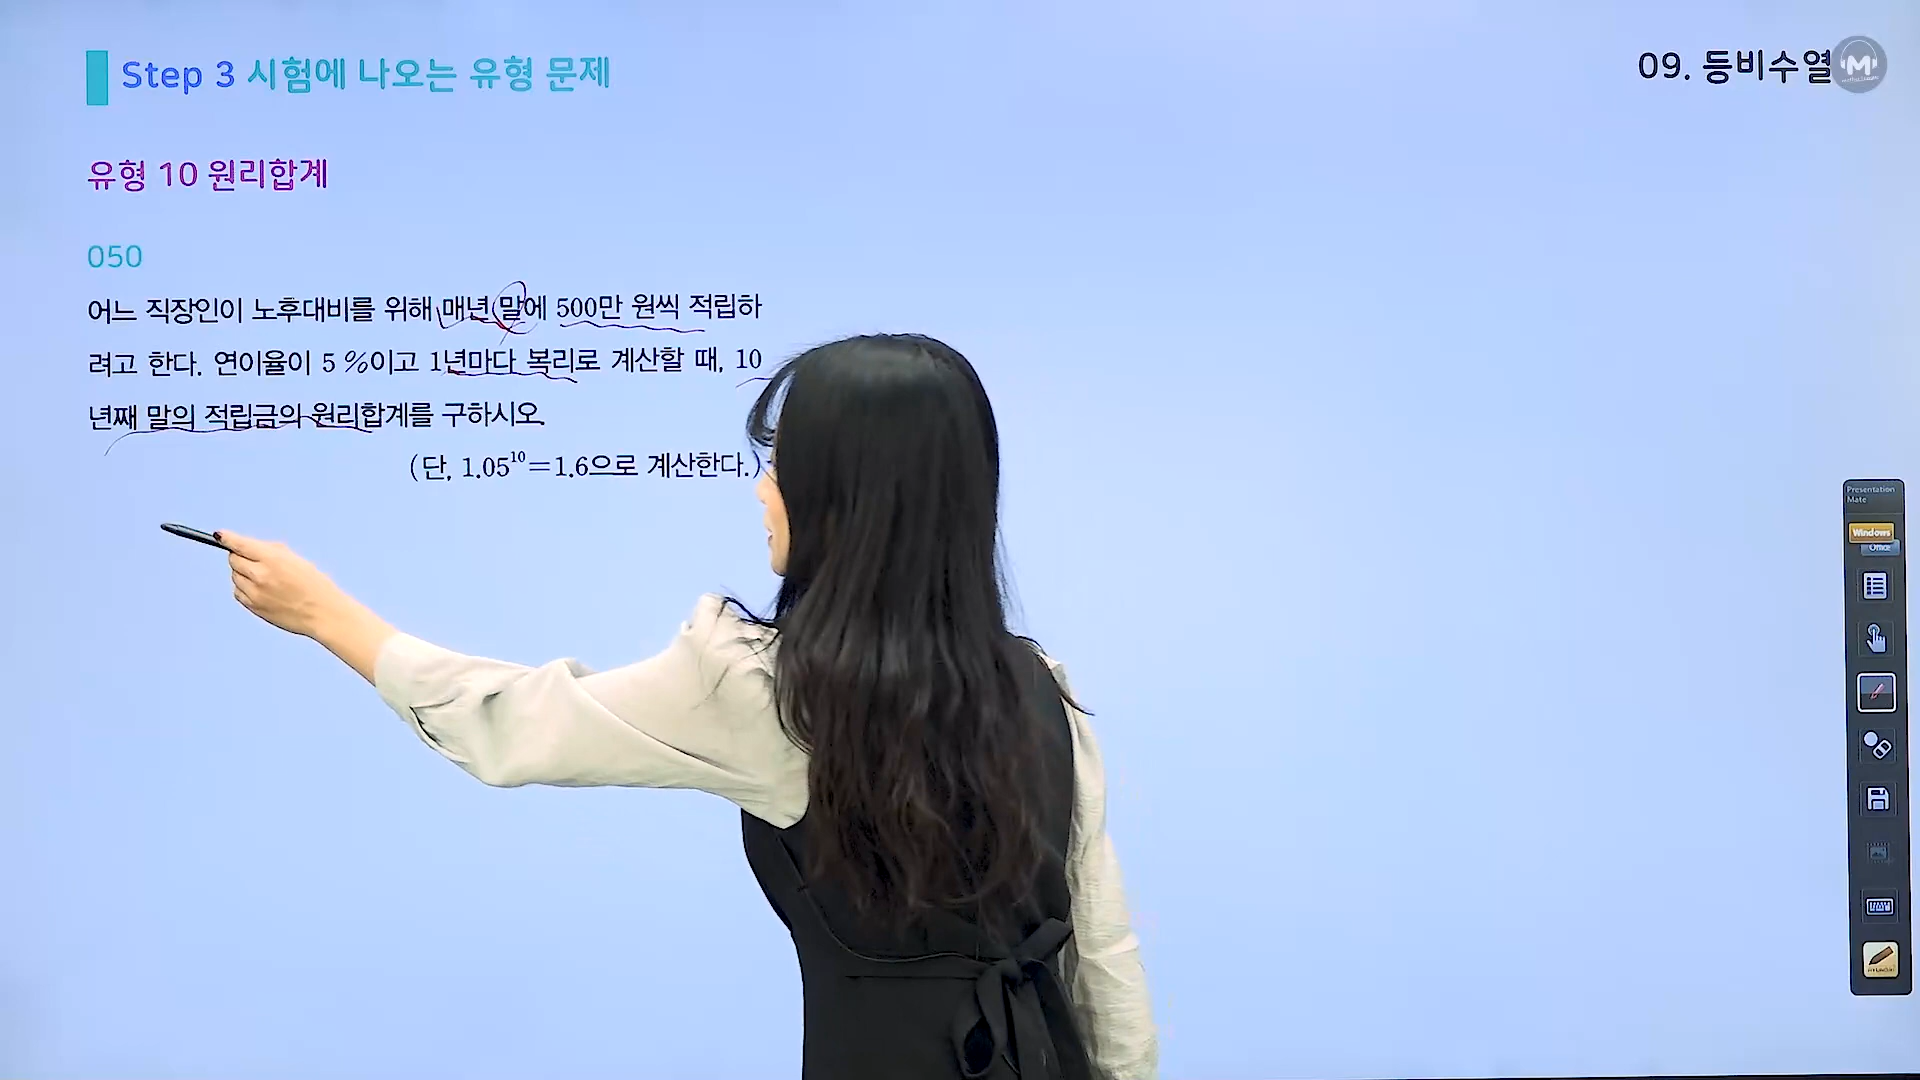 Step 3 시험에 나오는 유형 문제
09. 등비수열
M
유형 10 원리합계
050
어느 직장인이 노후대비를 위해 매년 말에 500만 원씩 적립하
려고 한다. 연이율이 5 %이고 1년마다 복리로 계산할 때, 10
년째 말의 적립금의 원리합계를 구하시오.
(단, 1.05¹⁰=1.6으로 계산한다.)
Presentation
Mate
Windows
Office